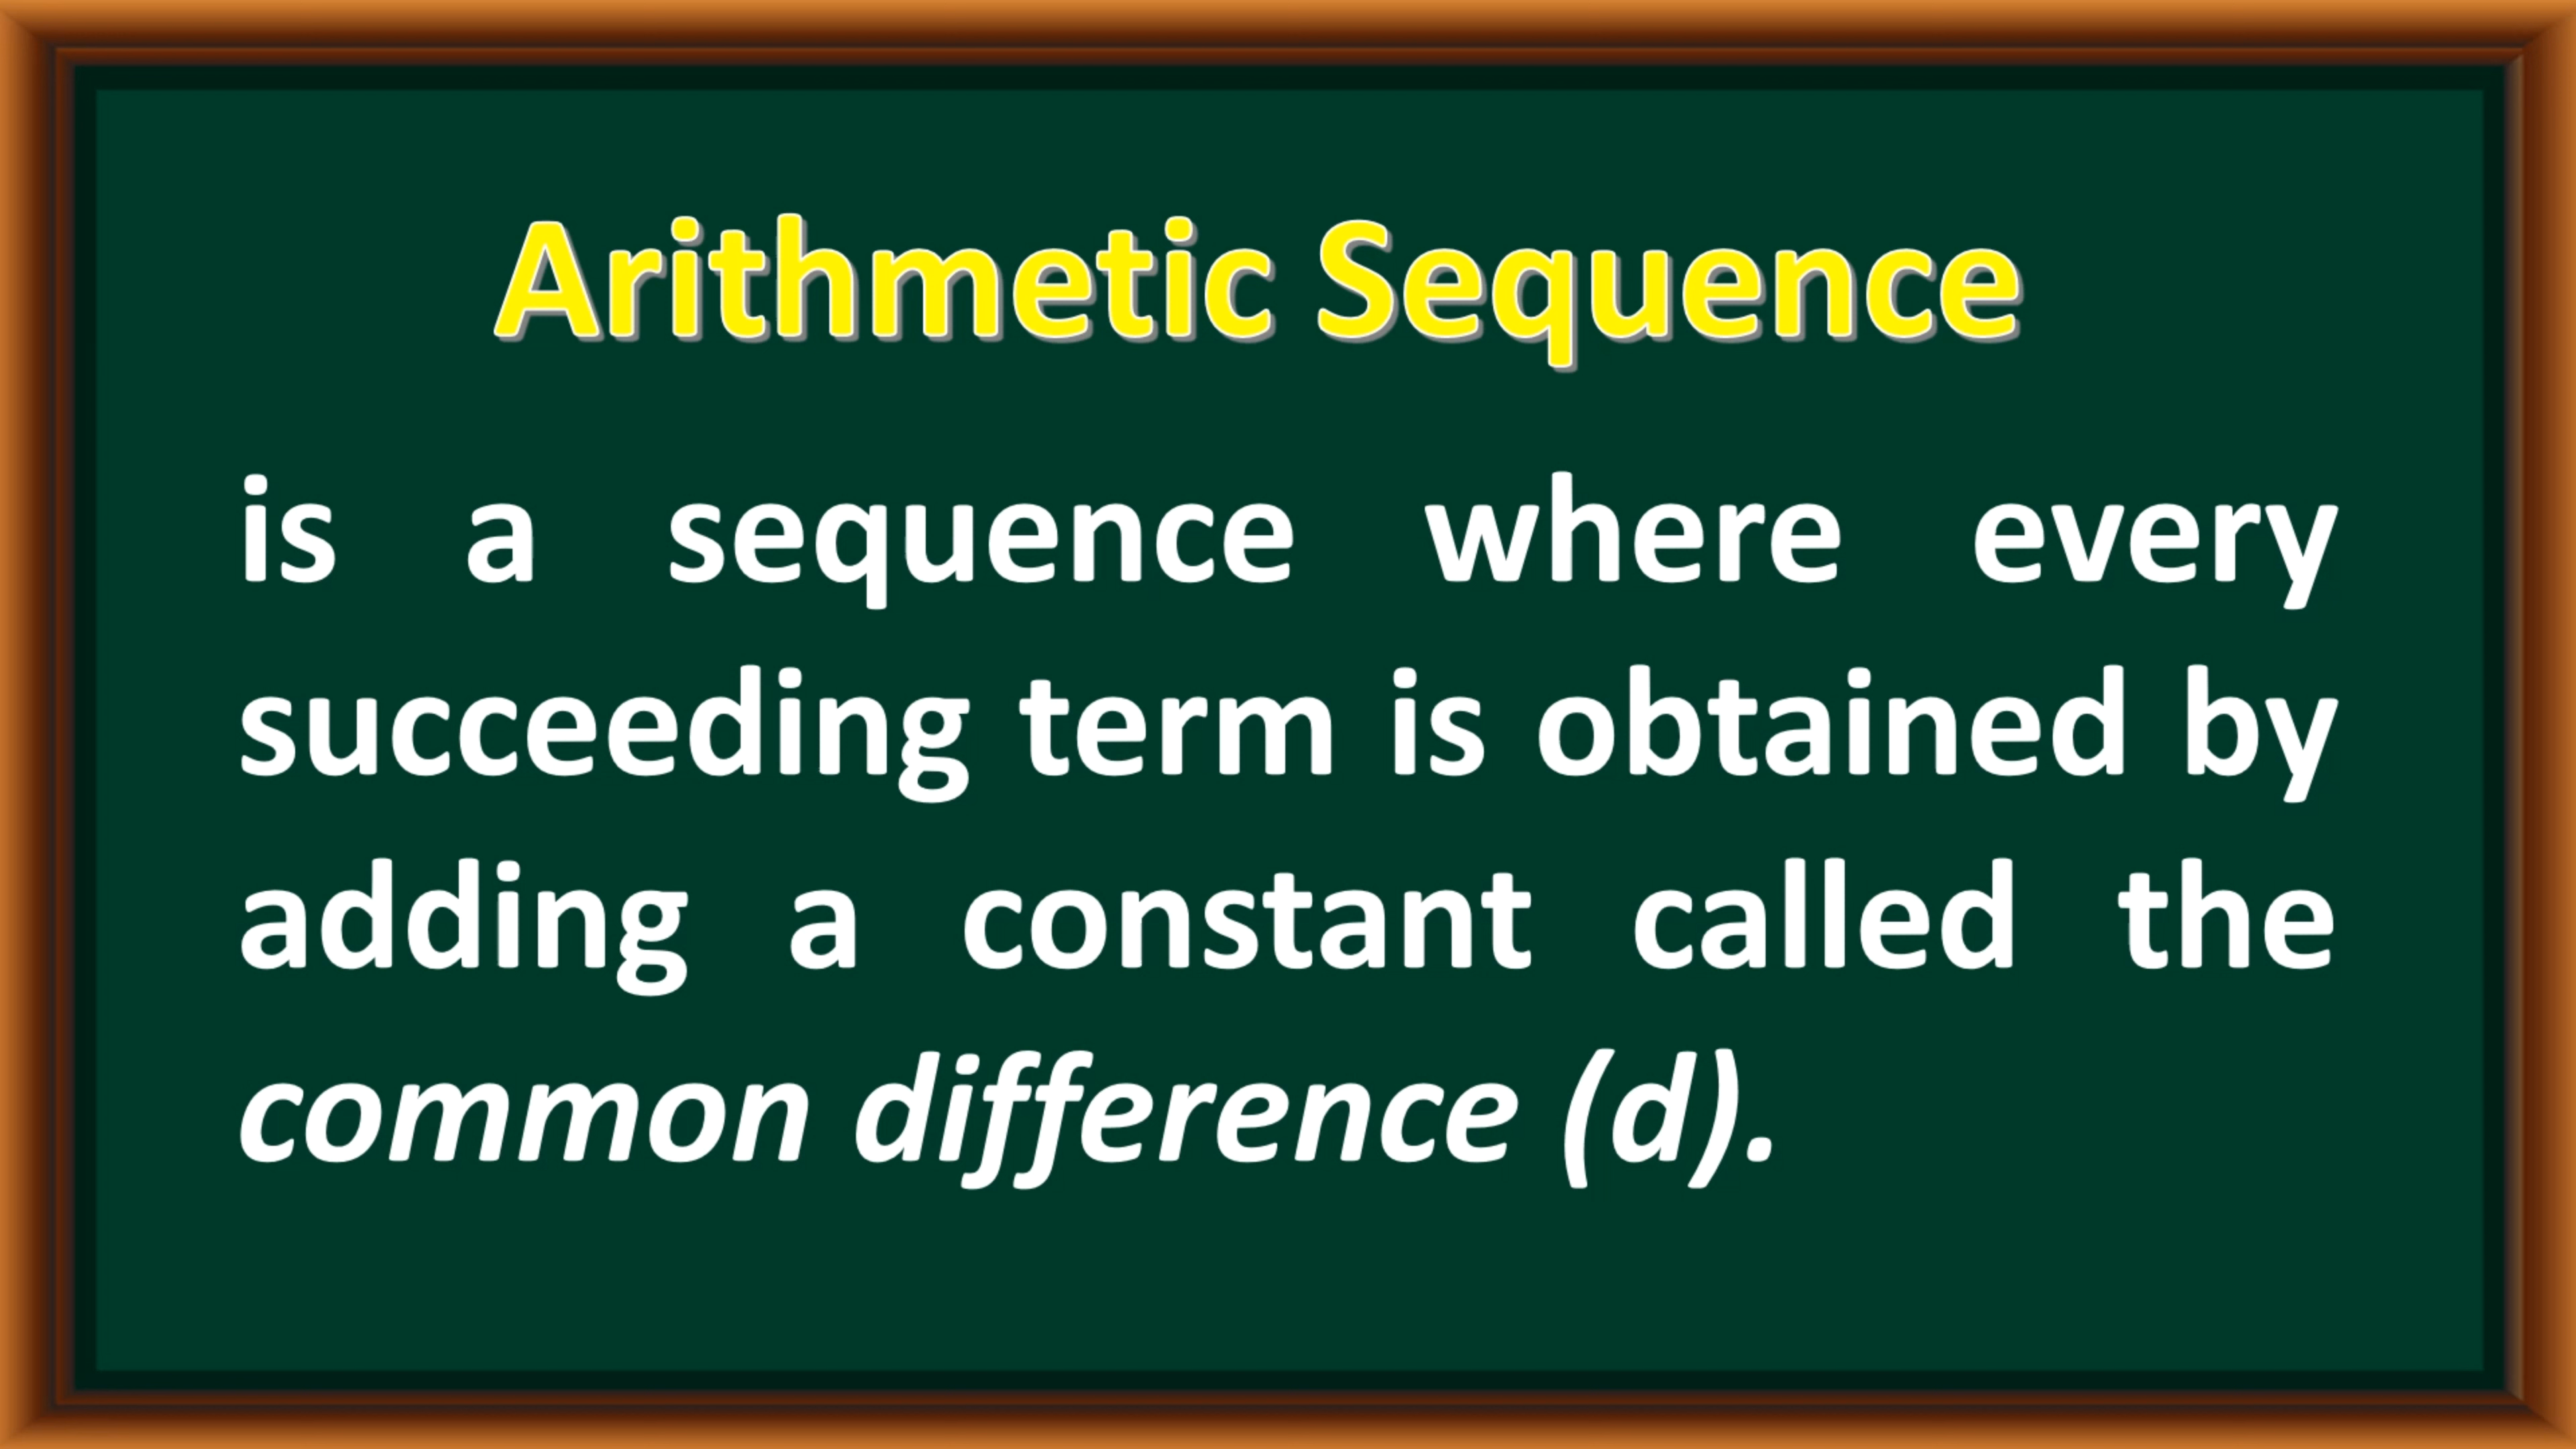 Arithmetic Sequence
is a sequence where every
succeeding term is obtained by
adding a constant called the
common difference (d).